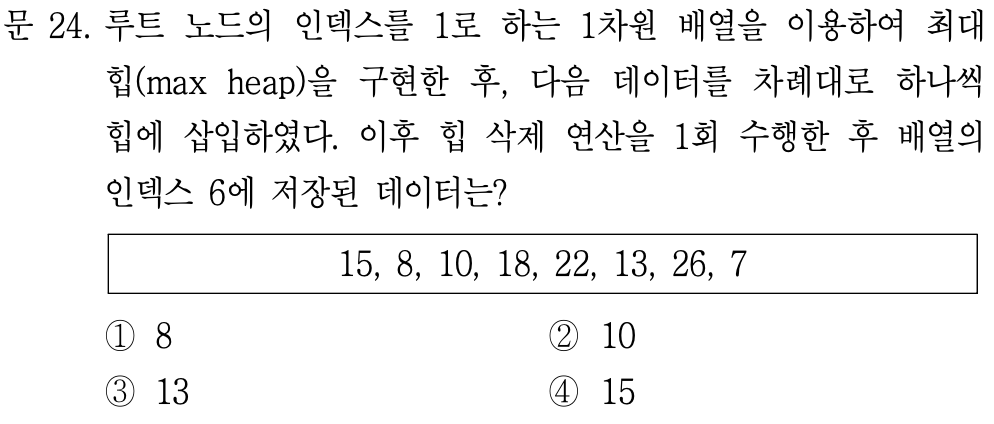 문 24. 루트 노드의 인덱스를 1로 하는 1차원 배열을 이용하여 최대
힙(max heap)을 구현한 후, 다음 데이터를 차례대로 하나씩
힙에 삽입하였다. 이후 힙 삭제 연산을 1회 수행한 후 배열의
인덱스 6에 저장된 데이터는?
15, 8, 10, 18, 22, 13, 26, 7
① 8 ② 10
③ 13 ④ 15